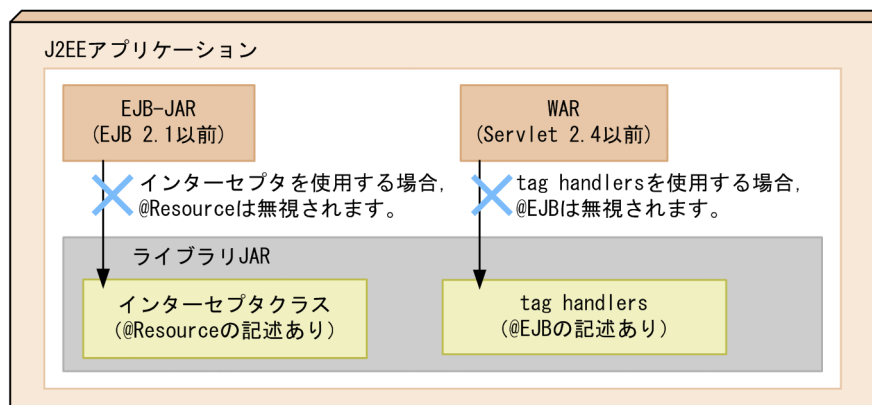 J2EEアプリケーション
EJB-JAR
(EJB 2.1以前)
WAR
(Servlet 2.4以前)
インターセプタを使用する場合,
@Resourceは無視されます。
tag handlersを使用する場合,
@EJBは無視されます。
ライブラリJAR
インターセプタクラス
(@Resourceの記述あり)
tag handlers
(@EJBの記述あり)